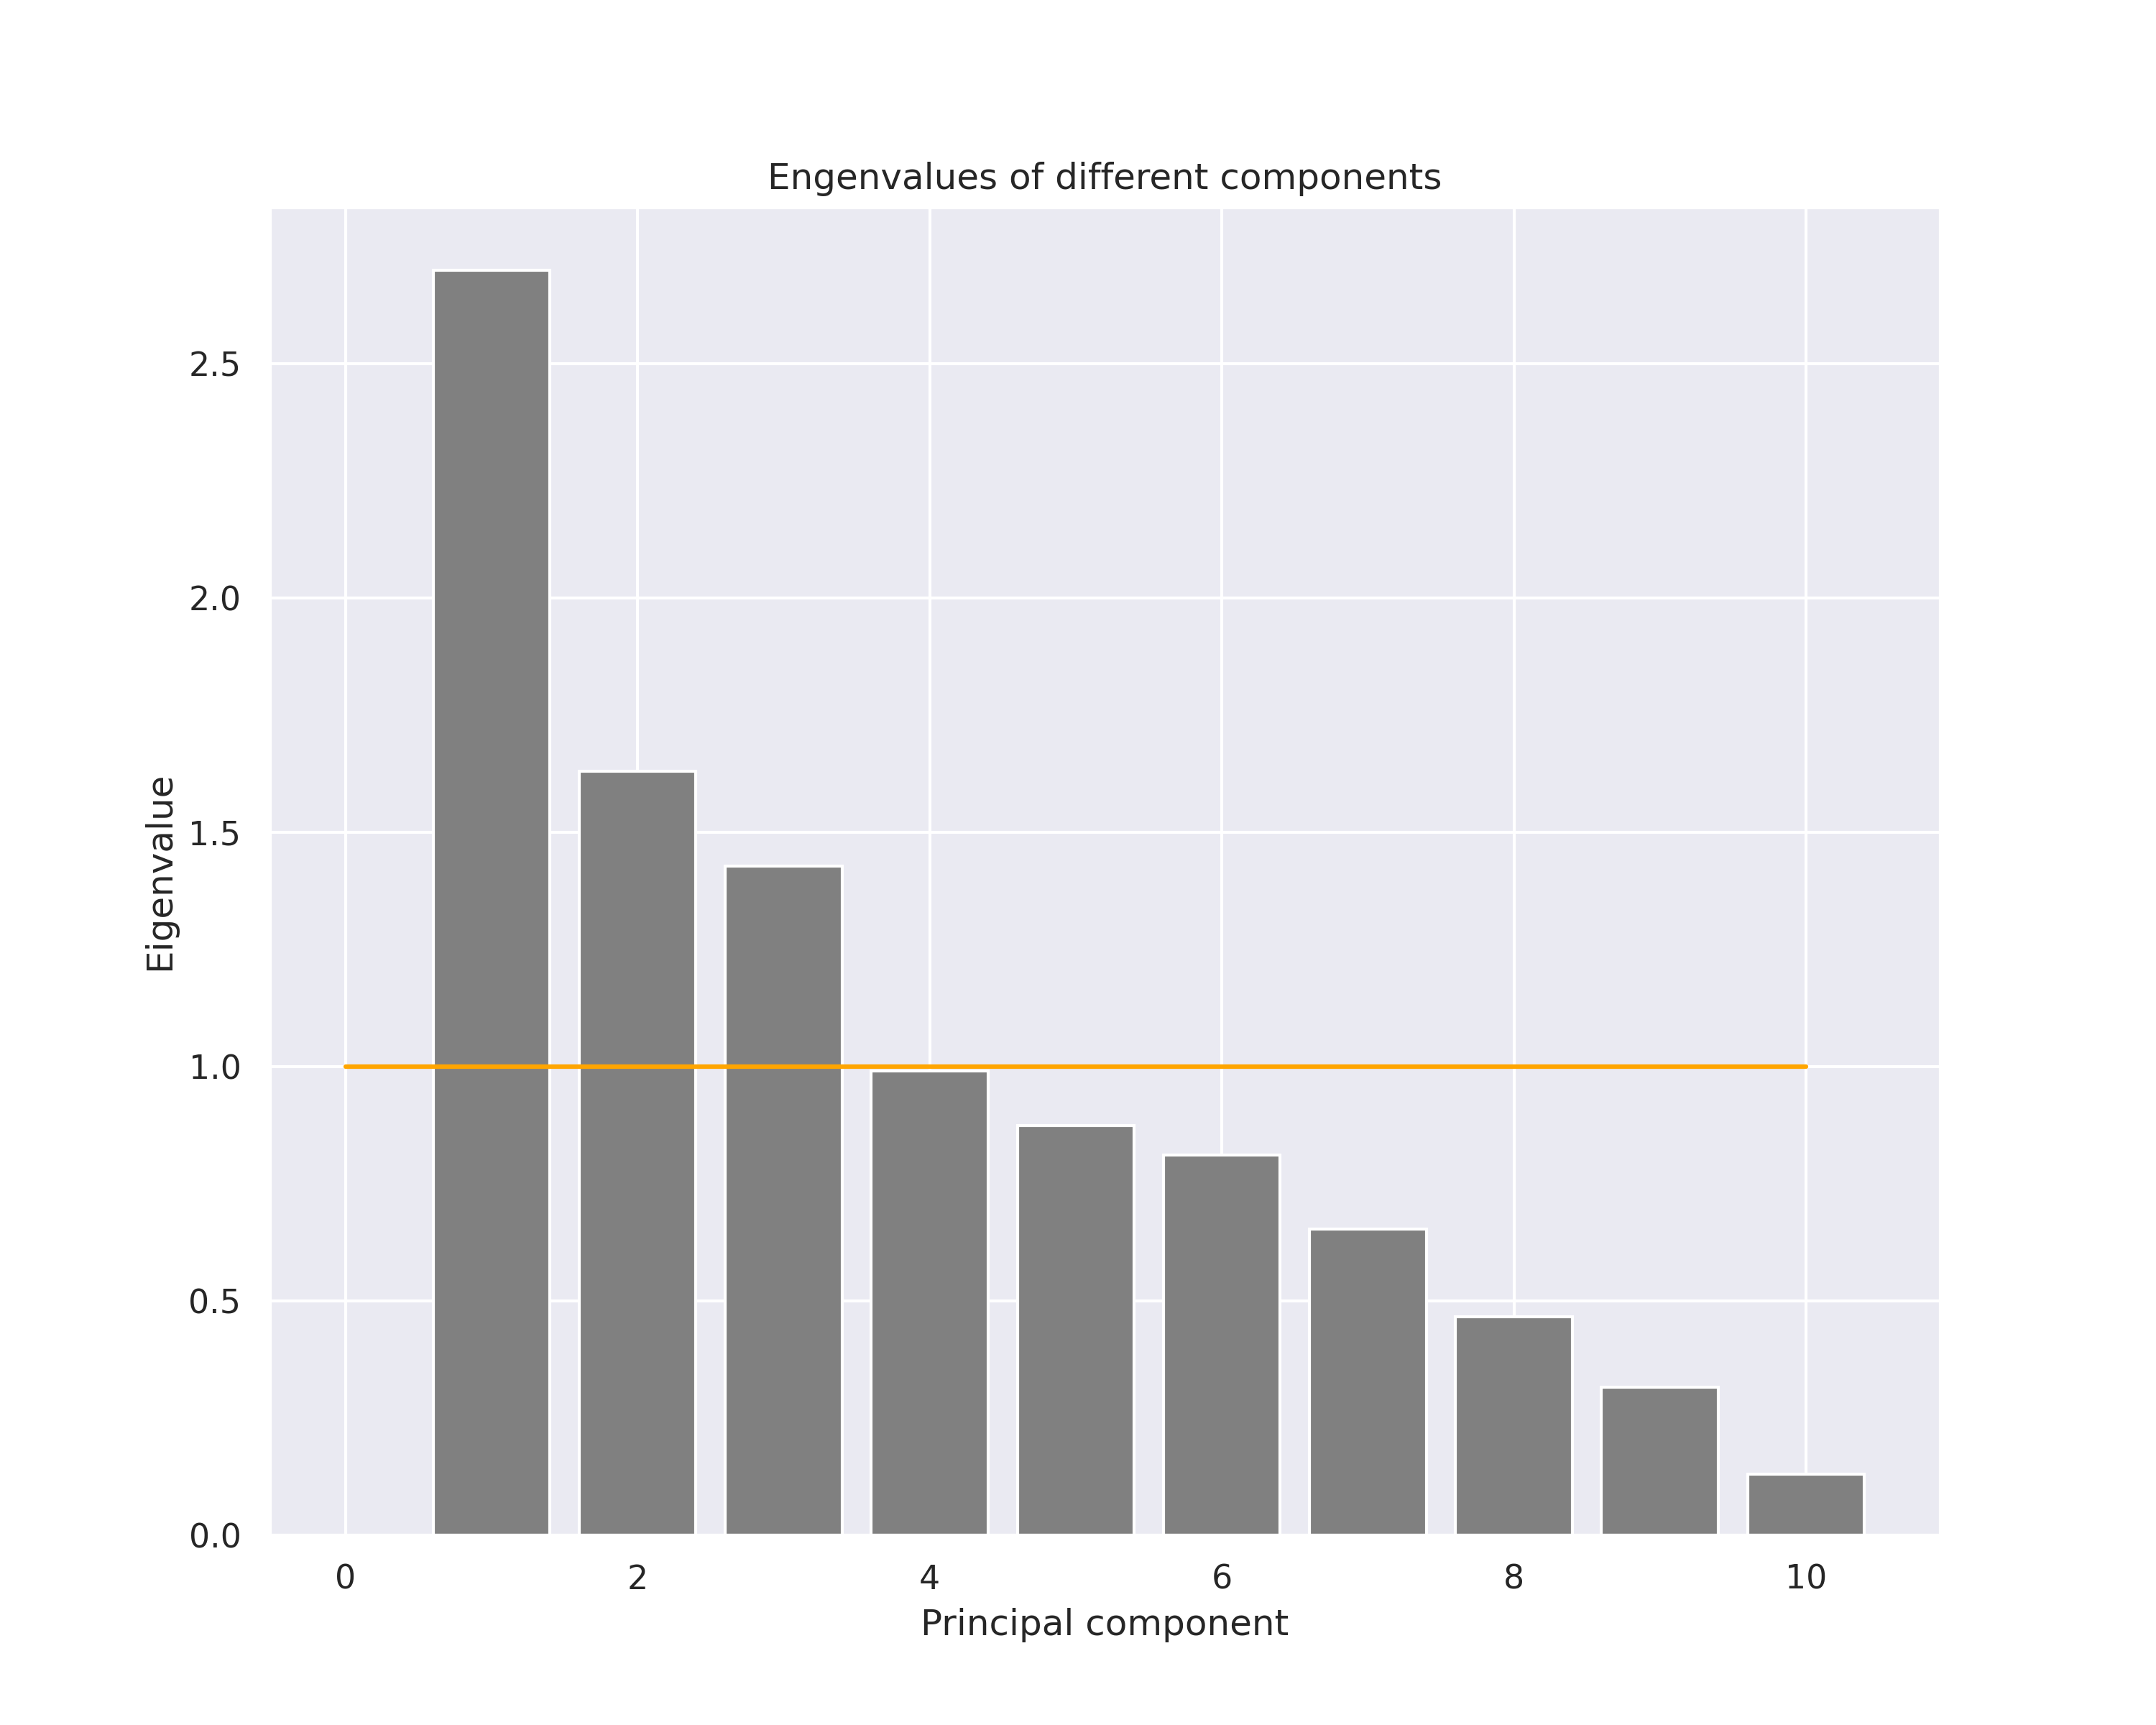 Engenvalues of different components
Eigenvalue
2.5
2.0
1.5
1.0
0.5
0.0
0 2 4 6 8 10
Principal component